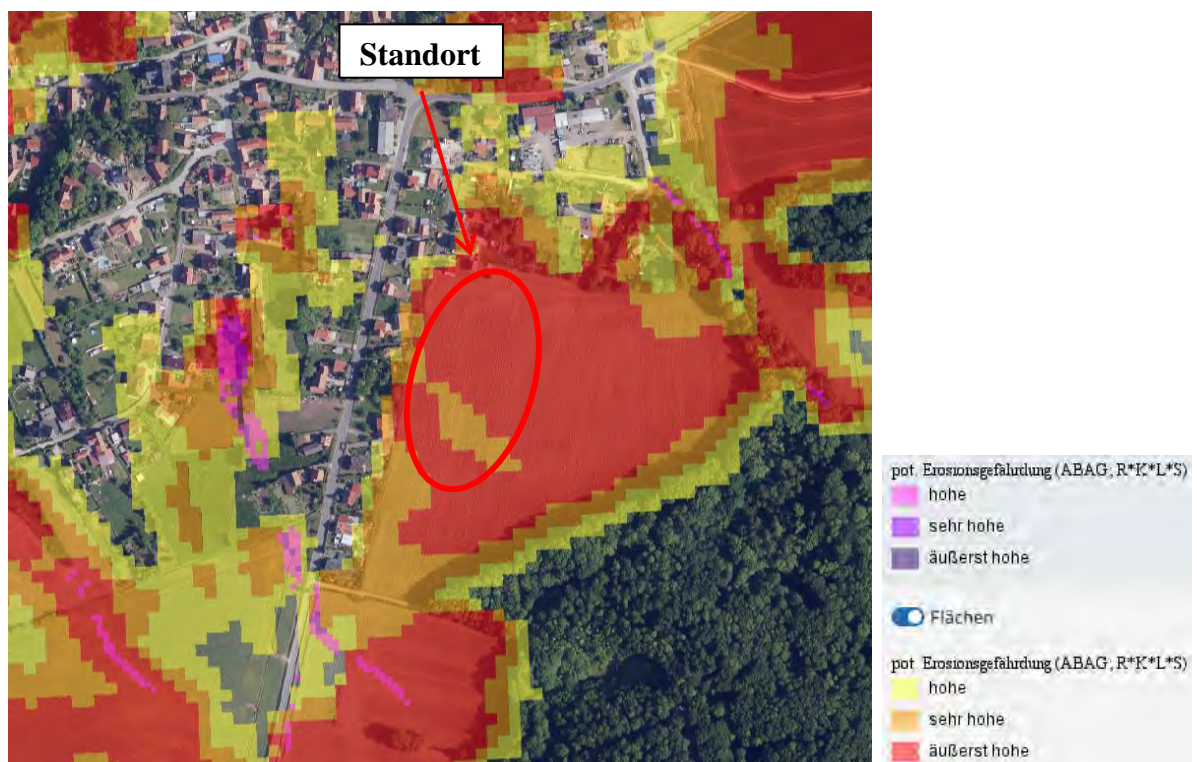 Standort
pot. Erosionsgefährdung (ABAG, R*K*L*S)
hohe
sehr hohe
äußerst hohe
Flächen
pot. Erosionsgefährdung (ABAG, R*K*L*S)
hohe
sehr hohe
äußerst hohe